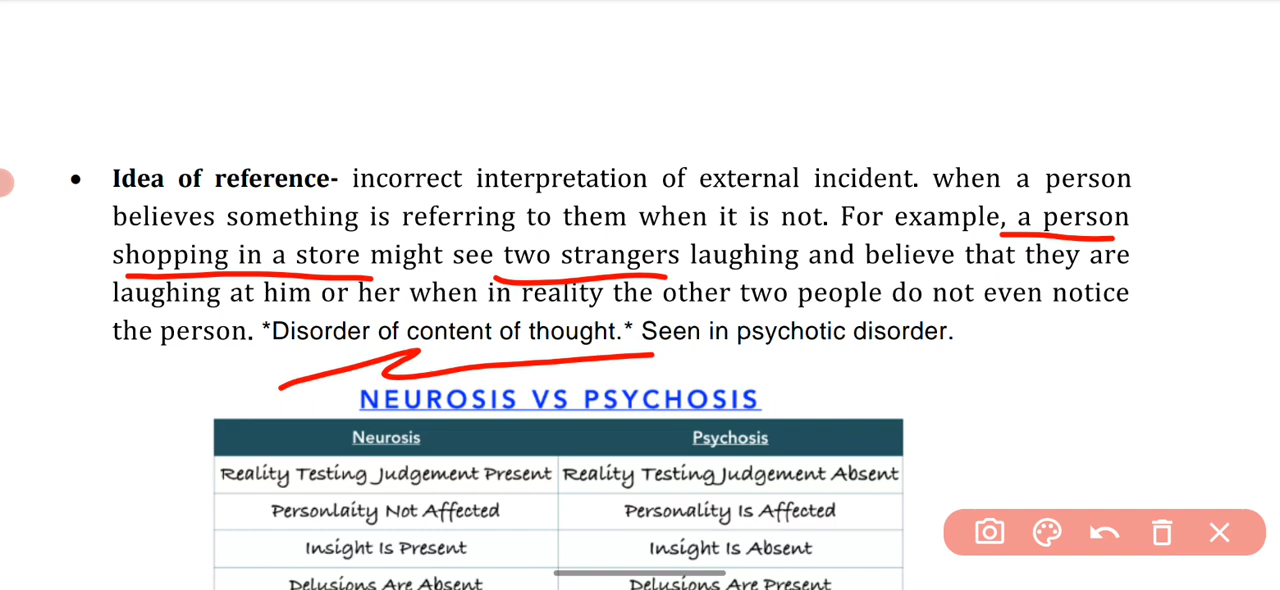 • Idea of reference- incorrect interpretation of external incident. when a person
believes something is referring to them when it is not. For example, a person
shopping in a store might see two strangers laughing and believe that they are
laughing at him or her when in reality the other two people do not even notice
the person. *Disorder of content of thought.* Seen in psychotic disorder.
NEUROSIS VS PSYCHOSIS
Neurosis Psychosis
Reality Testing Judgement Present Reality Testing Judgement Absent
Personlaity Not Affected Personality Is Affected
Insight Is Present Insight Is Absent
Delusions Are Absent Delusions Are Present